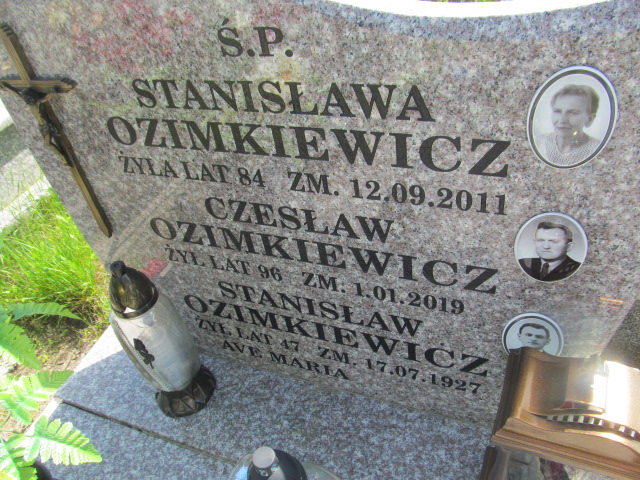 Ś.P.
STANISŁAWA
OZIMKIEWICZ
ŻYŁA LAT 84 ZM. 12.09.2011
CZESŁAW
OZIMKIEWICZ
ŻYŁ LAT 96 ZM. 1.01.2019
STANISŁAW
OZIMKIEWICZ
ŻYŁ LAT 47 ZM. 17.07.1927
AVE MARIA